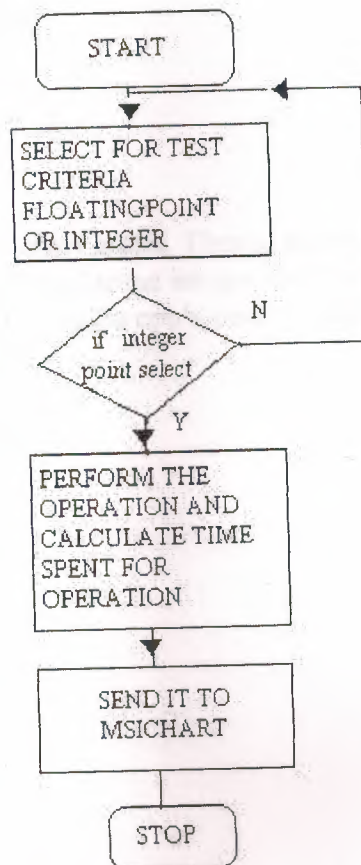 START
SELECT FOR TEST
CRITERIA
FLOATINGPOINT
OR INTEGER
N
if integer
point select
Y
PERFORM THE
OPERATION AND
CALCULATE TIME
SPENT FOR
OPERATION
SEND IT TO
MSICHART
STOP